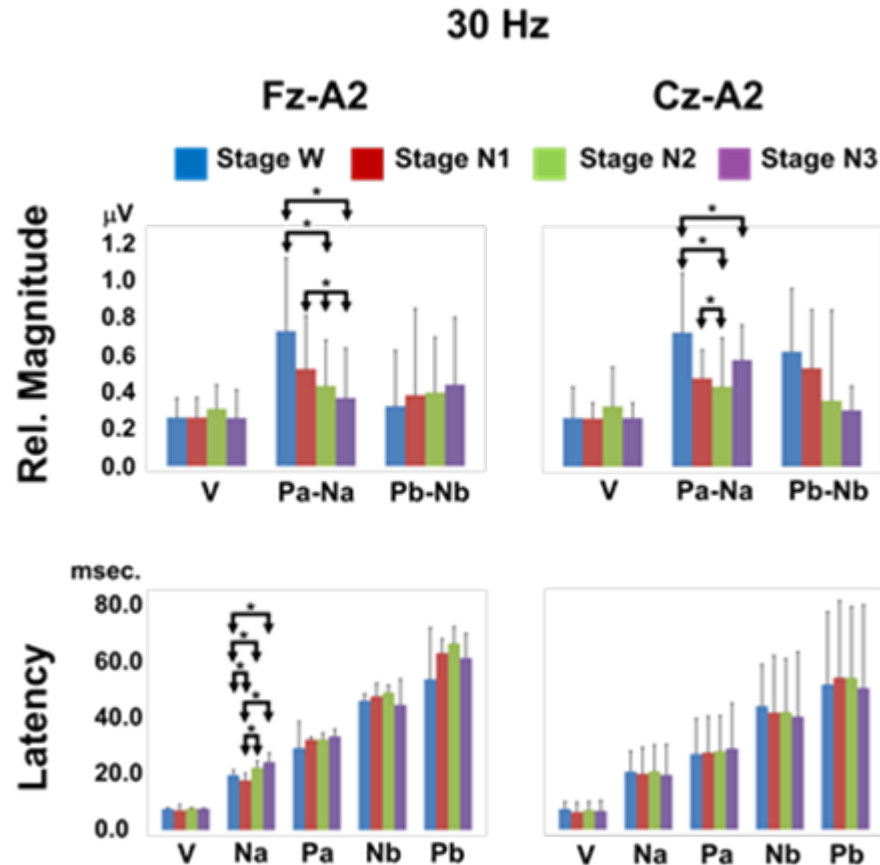 30 Hz
Fz-A2 Cz-A2
Stage W Stage N1 Stage N2 Stage N3
Rel. Magnitude
μV
* *
* *
* *
1.2
1.0
0.8
0.6
0.4
0.2
0.0
V Pa-Na Pb-Nb V Pa-Na Pb-Nb
Latency
msec.
80.0
60.0
40.0
20.0
0.0
*
*
*
*
*
V Na Pa Nb Pb V Na Pa Nb Pb